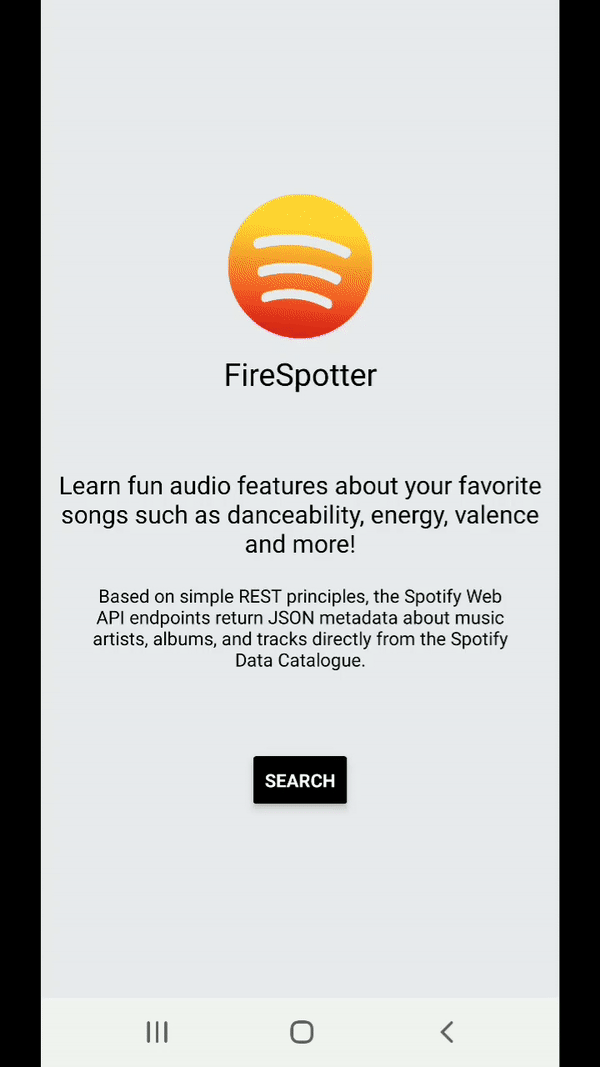 FireSpotter
Learn fun audio features about your favorite
songs such as danceability, energy, valence
and more!
Based on simple REST principles, the Spotify Web
API endpoints return JSON metadata about music
artists, albums, and tracks directly from the Spotify
Data Catalogue.
SEARCH